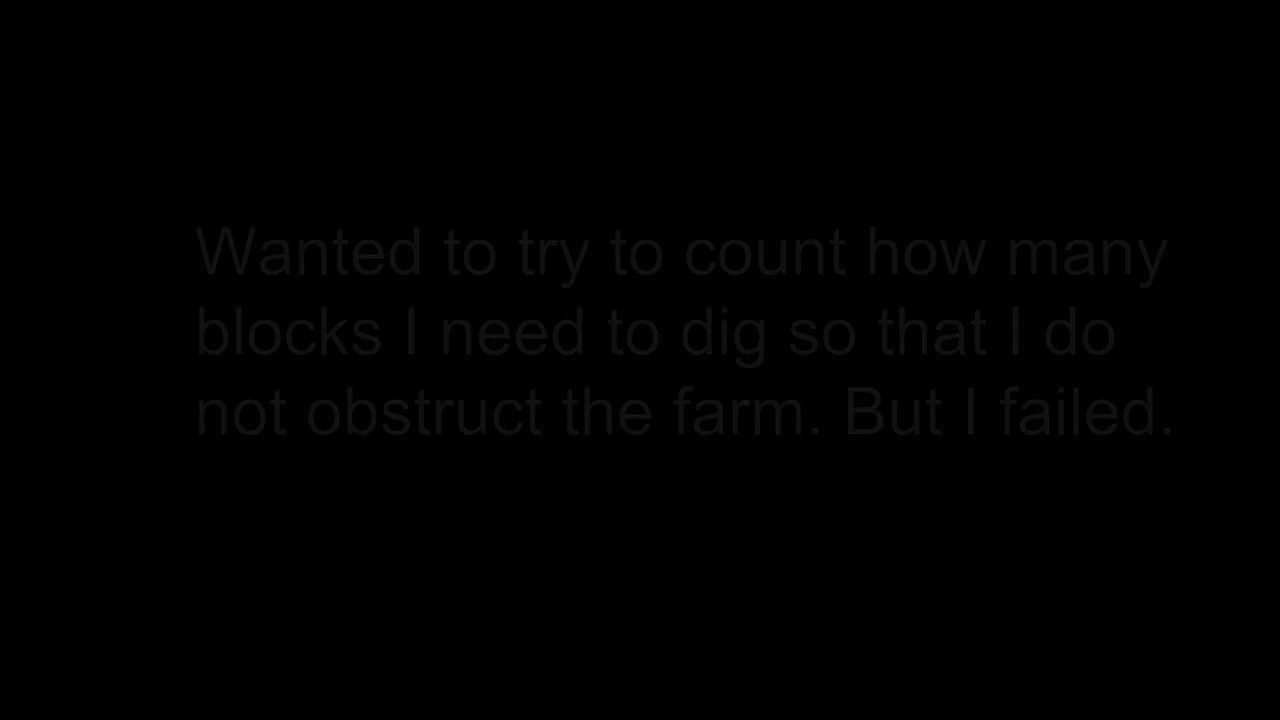 Wanted to try to count how many
blocks I need to dig so that I do
not obstruct the farm. But I failed.